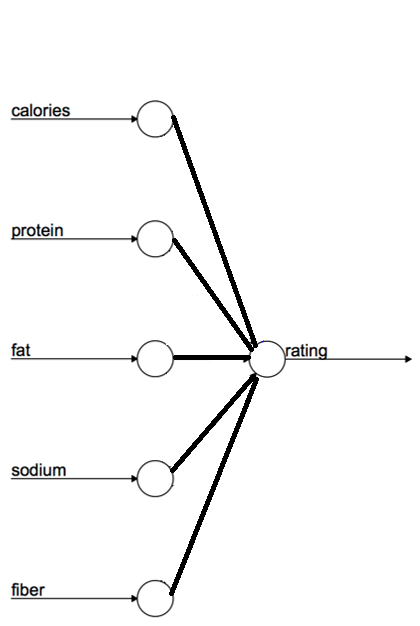 calories
protein
fat
rating
sodium
fiber